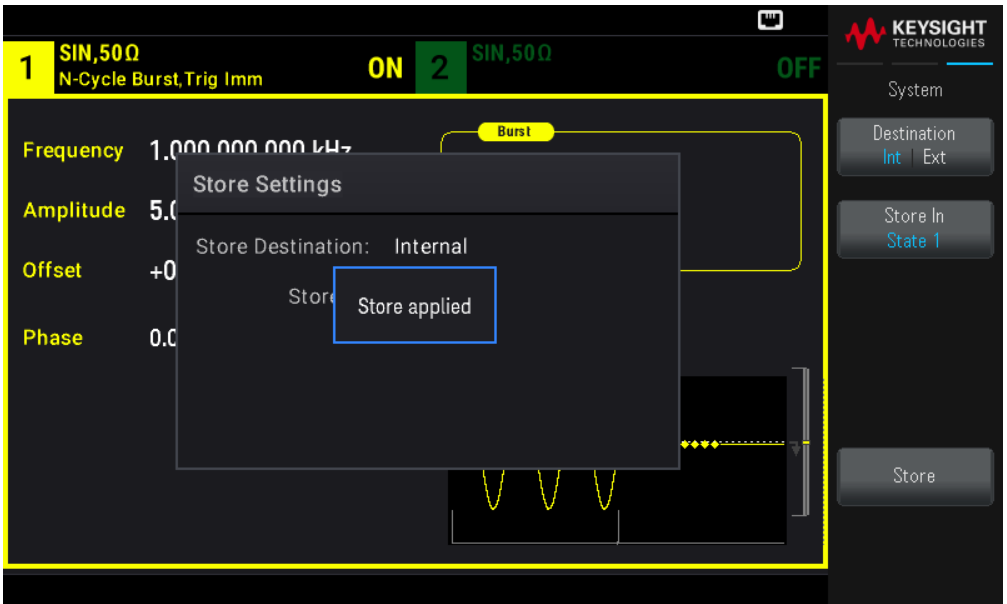 KEYSIGHT
TECHNOLOGIES
1
SIN,50Ω
N-Cycle Burst,Trig Imm
ON
2
SIN,50Ω
OFF
System
Frequency
Burst
Destination
Int | Ext
Store Settings
Amplitude
Store In
State 1
Store Destination: Internal
Offset
Store applied
Phase
Store